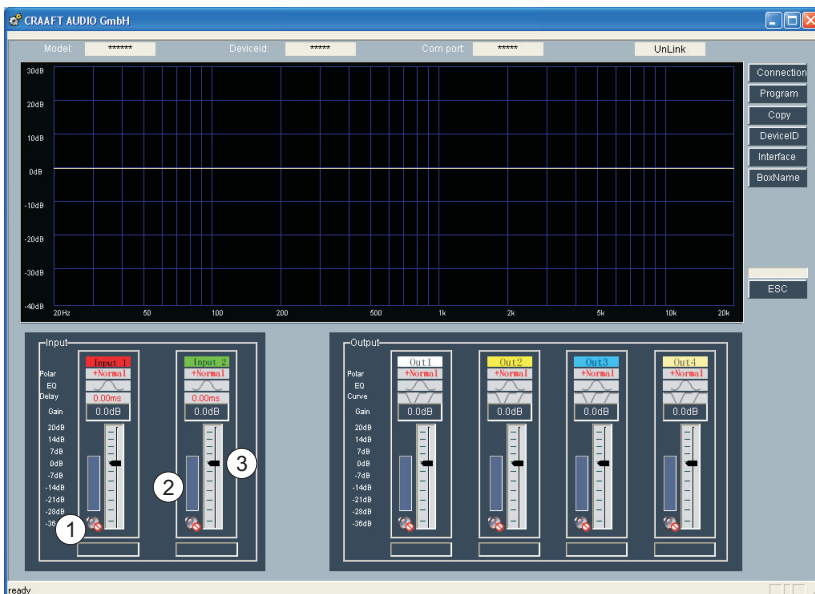 CRAAFT AUDIO GmbH
Model: ****** Deviceid: ***** Com port: ***** UnLink
30dB
20dB
10dB
0dB
-10dB
-20dB
-30dB
-40dB
20Hz 50 100 200 500 1k 2k 5k 10k 20k
Connection
Program
Copy
DeviceID
Interface
BoxName
ESC
Input
Input 1 Input 2
Polar +Normal +Normal
EQ
Delay 0.00ms 0.00ms
Gain 0.0dB 0.0dB
20dB
14dB
7dB
0dB
-7dB
-14dB
-21dB
-28dB
-36
1
2
3
Output
Out1 Out2 Out3 Out4
Polar +Normal +Normal +Normal +Normal
EQ
Curve
Gain 0.0dB 0.0dB 0.0dB 0.0dB
20dB
14dB
7dB
0dB
-7dB
-14dB
-21dB
-28dB
-36dB
ready